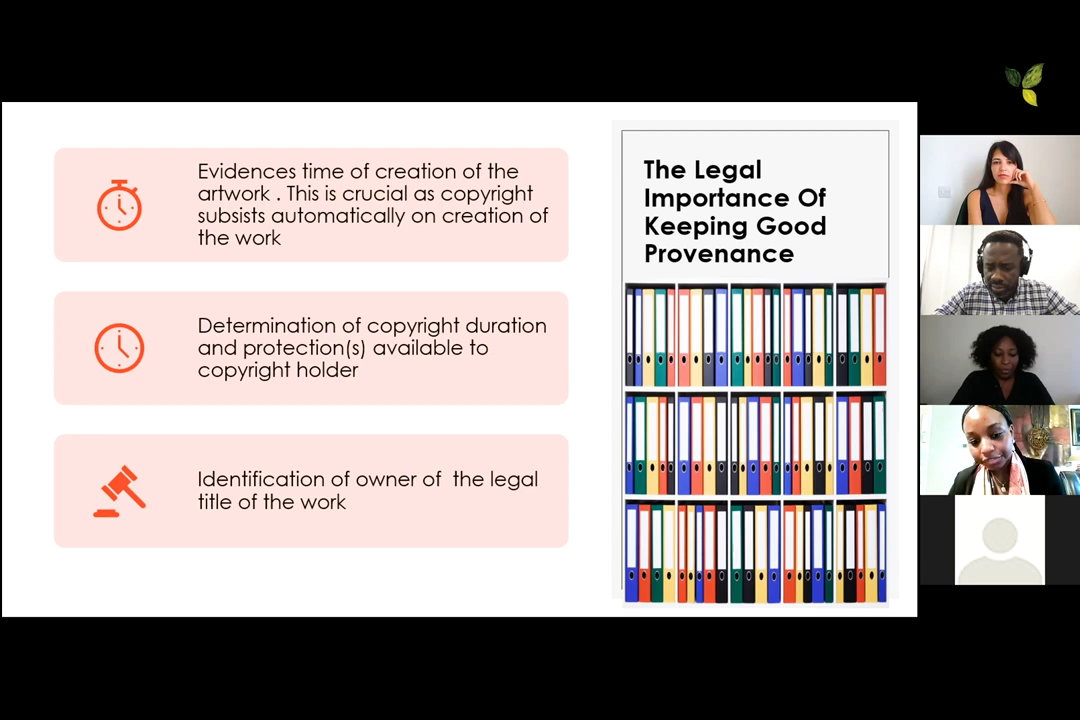 Evidences time of creation of the
artwork . This is crucial as copyright
subsists automatically on creation of
the work
Determination of copyright duration
and protection(s) available to
copyright holder
Identification of owner of  the legal
title of the work
The Legal
Importance Of
Keeping Good
Provenance